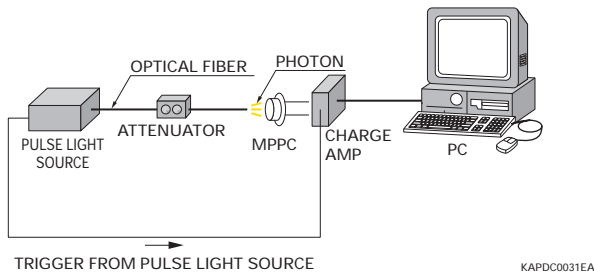 OPTICAL FIBER
PHOTON
ATTENUATOR
PULSE LIGHT
SOURCE
MPPC
CHARGE
AMP
PC
TRIGGER FROM PULSE LIGHT SOURCE
KAPDC0031EA